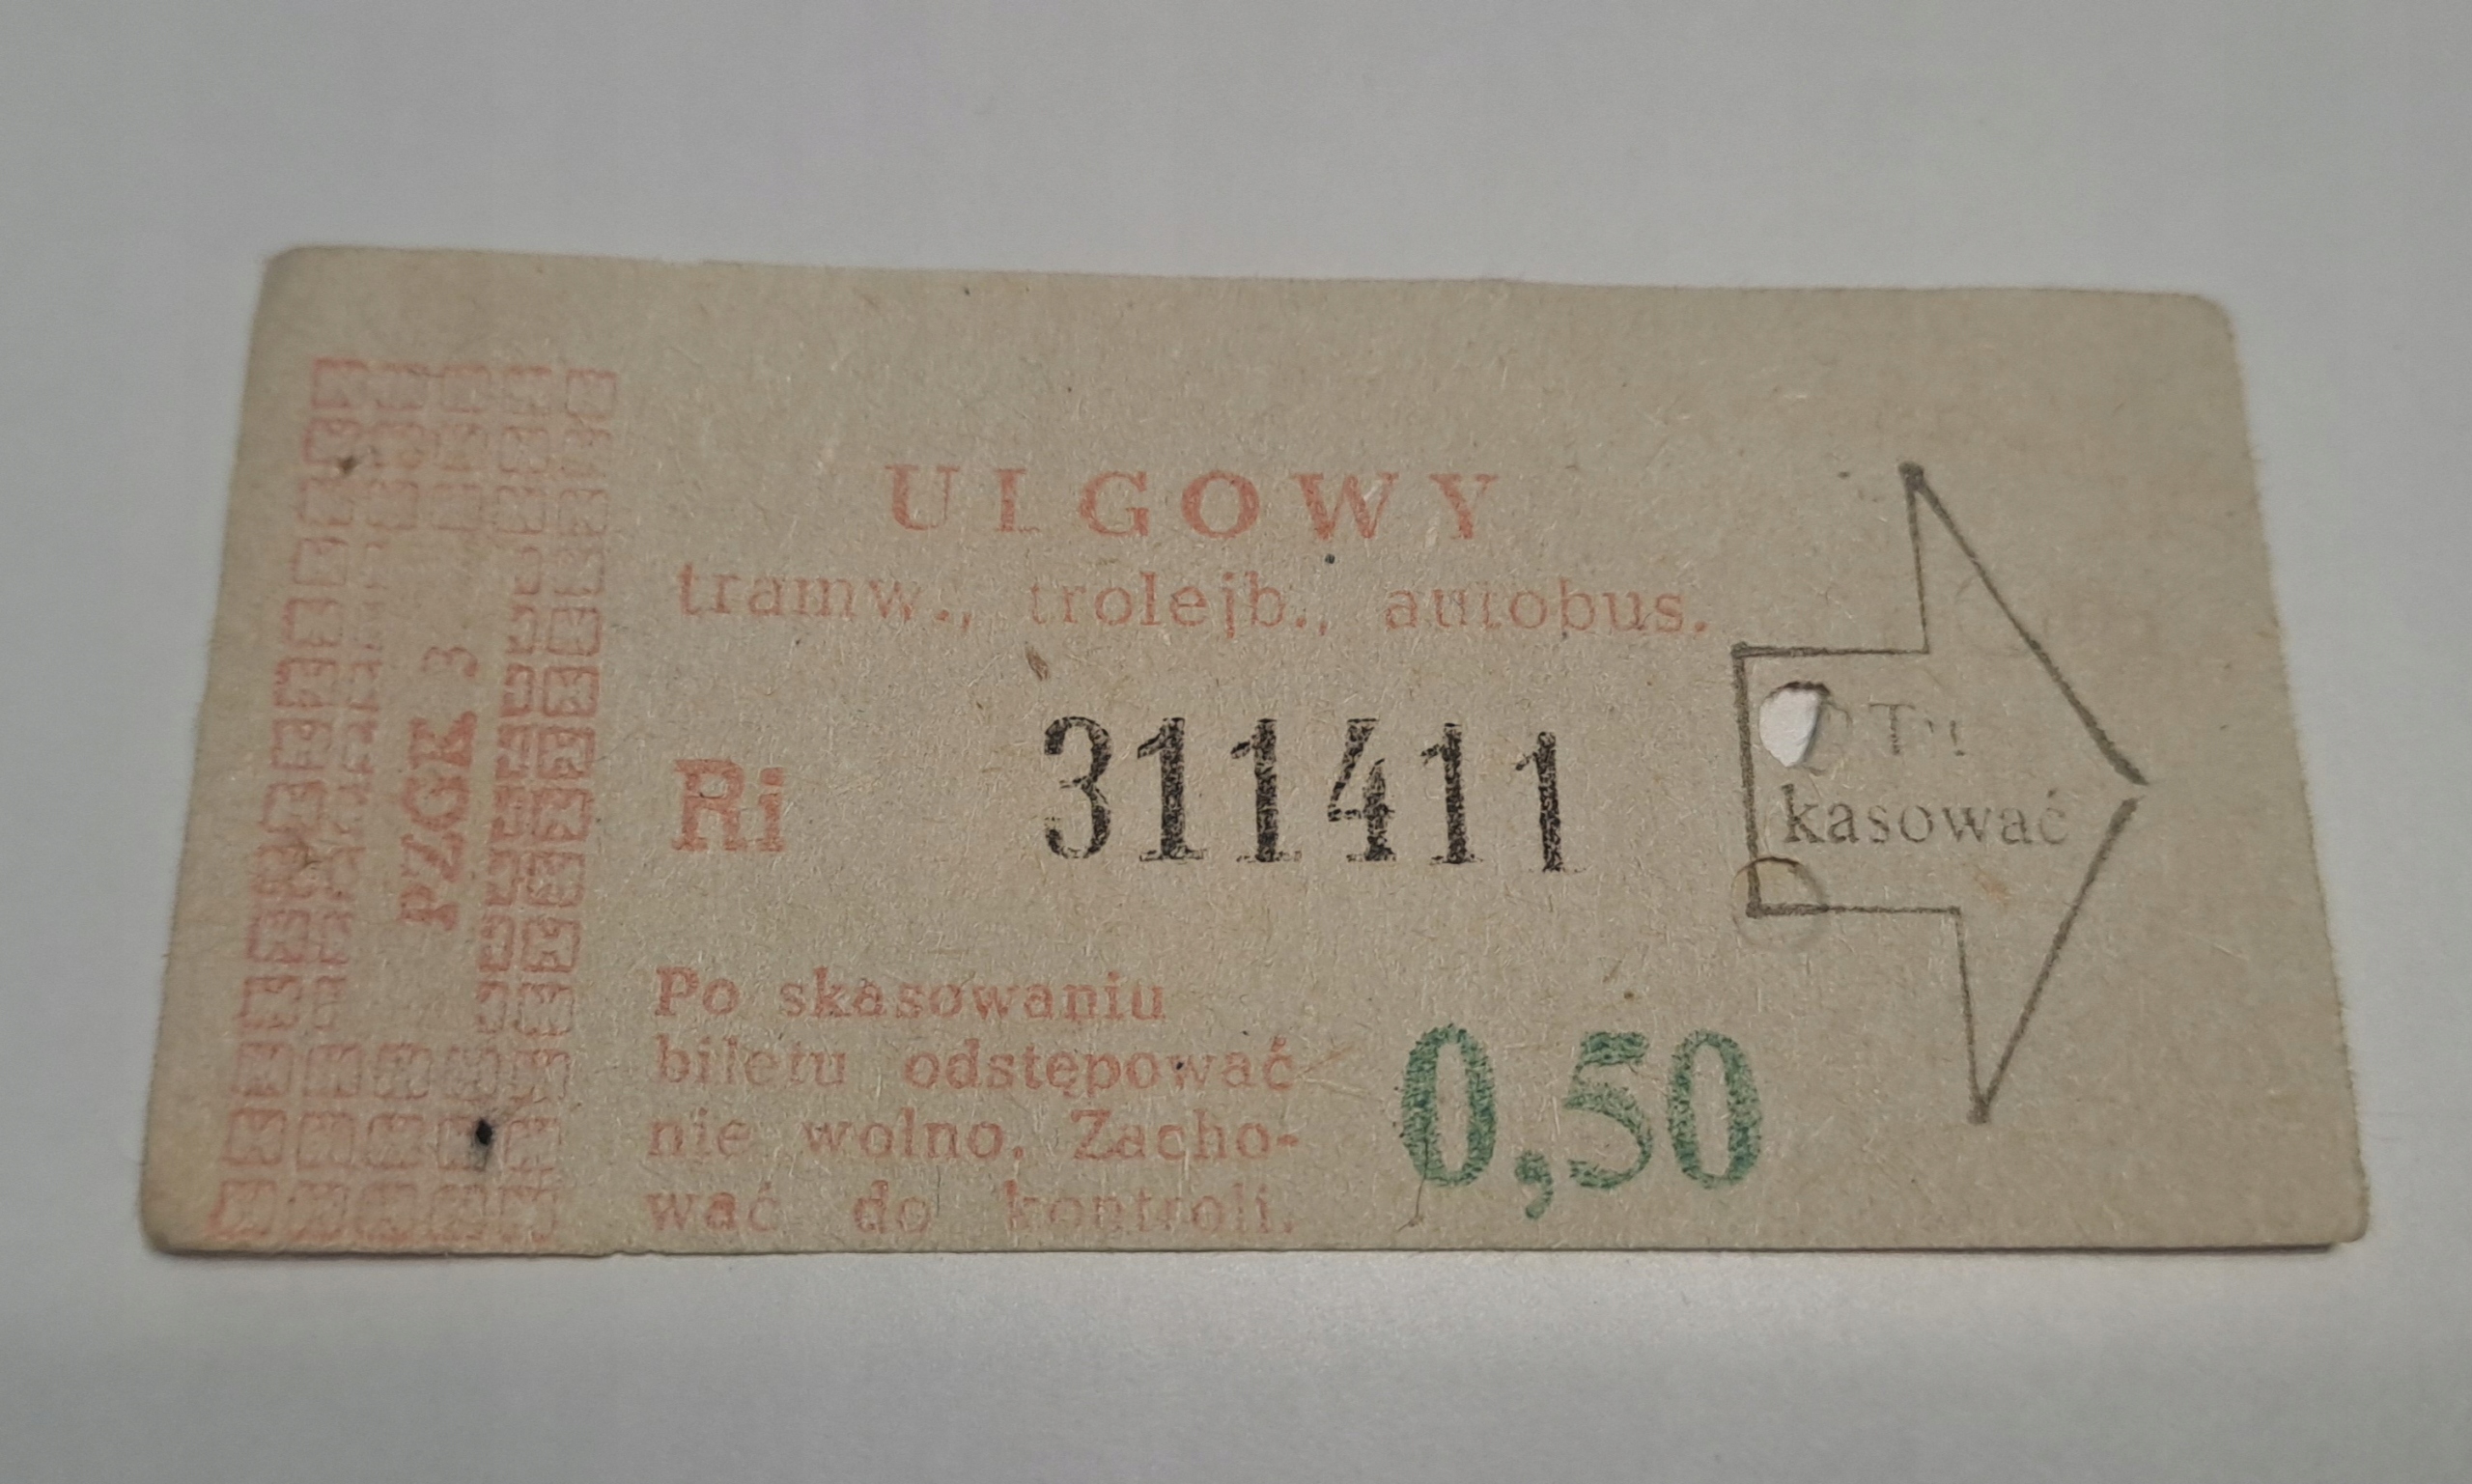 PZGK 3
ULGOWY
tramw., trolejb., autobus.
Ri 311411
Tu
kasować
Po skasowaniu
biletu odstępować
nie wolno. Zacho-
wać do kontroli.
0,50